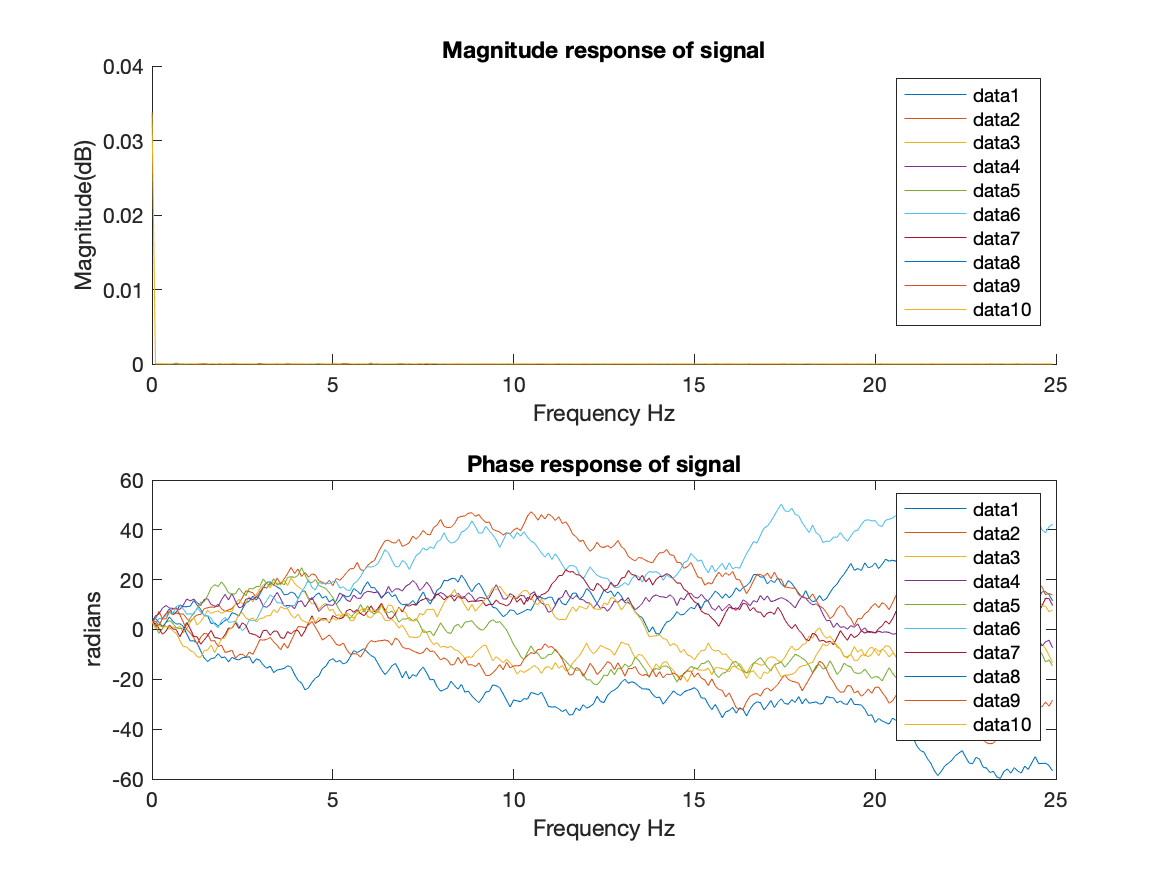 Magnitude response of signal
0.04
0.03
0.02
0.01
0
Magnitude(dB)
0 5 10 15 20 25
Frequency Hz
data1
data2
data3
data4
data5
data6
data7
data8
data9
data10
Phase response of signal
60
40
20
0
-20
-40
-60
radians
0 5 10 15 20 25
Frequency Hz
data1
data2
data3
data4
data5
data6
data7
data8
data9
data10